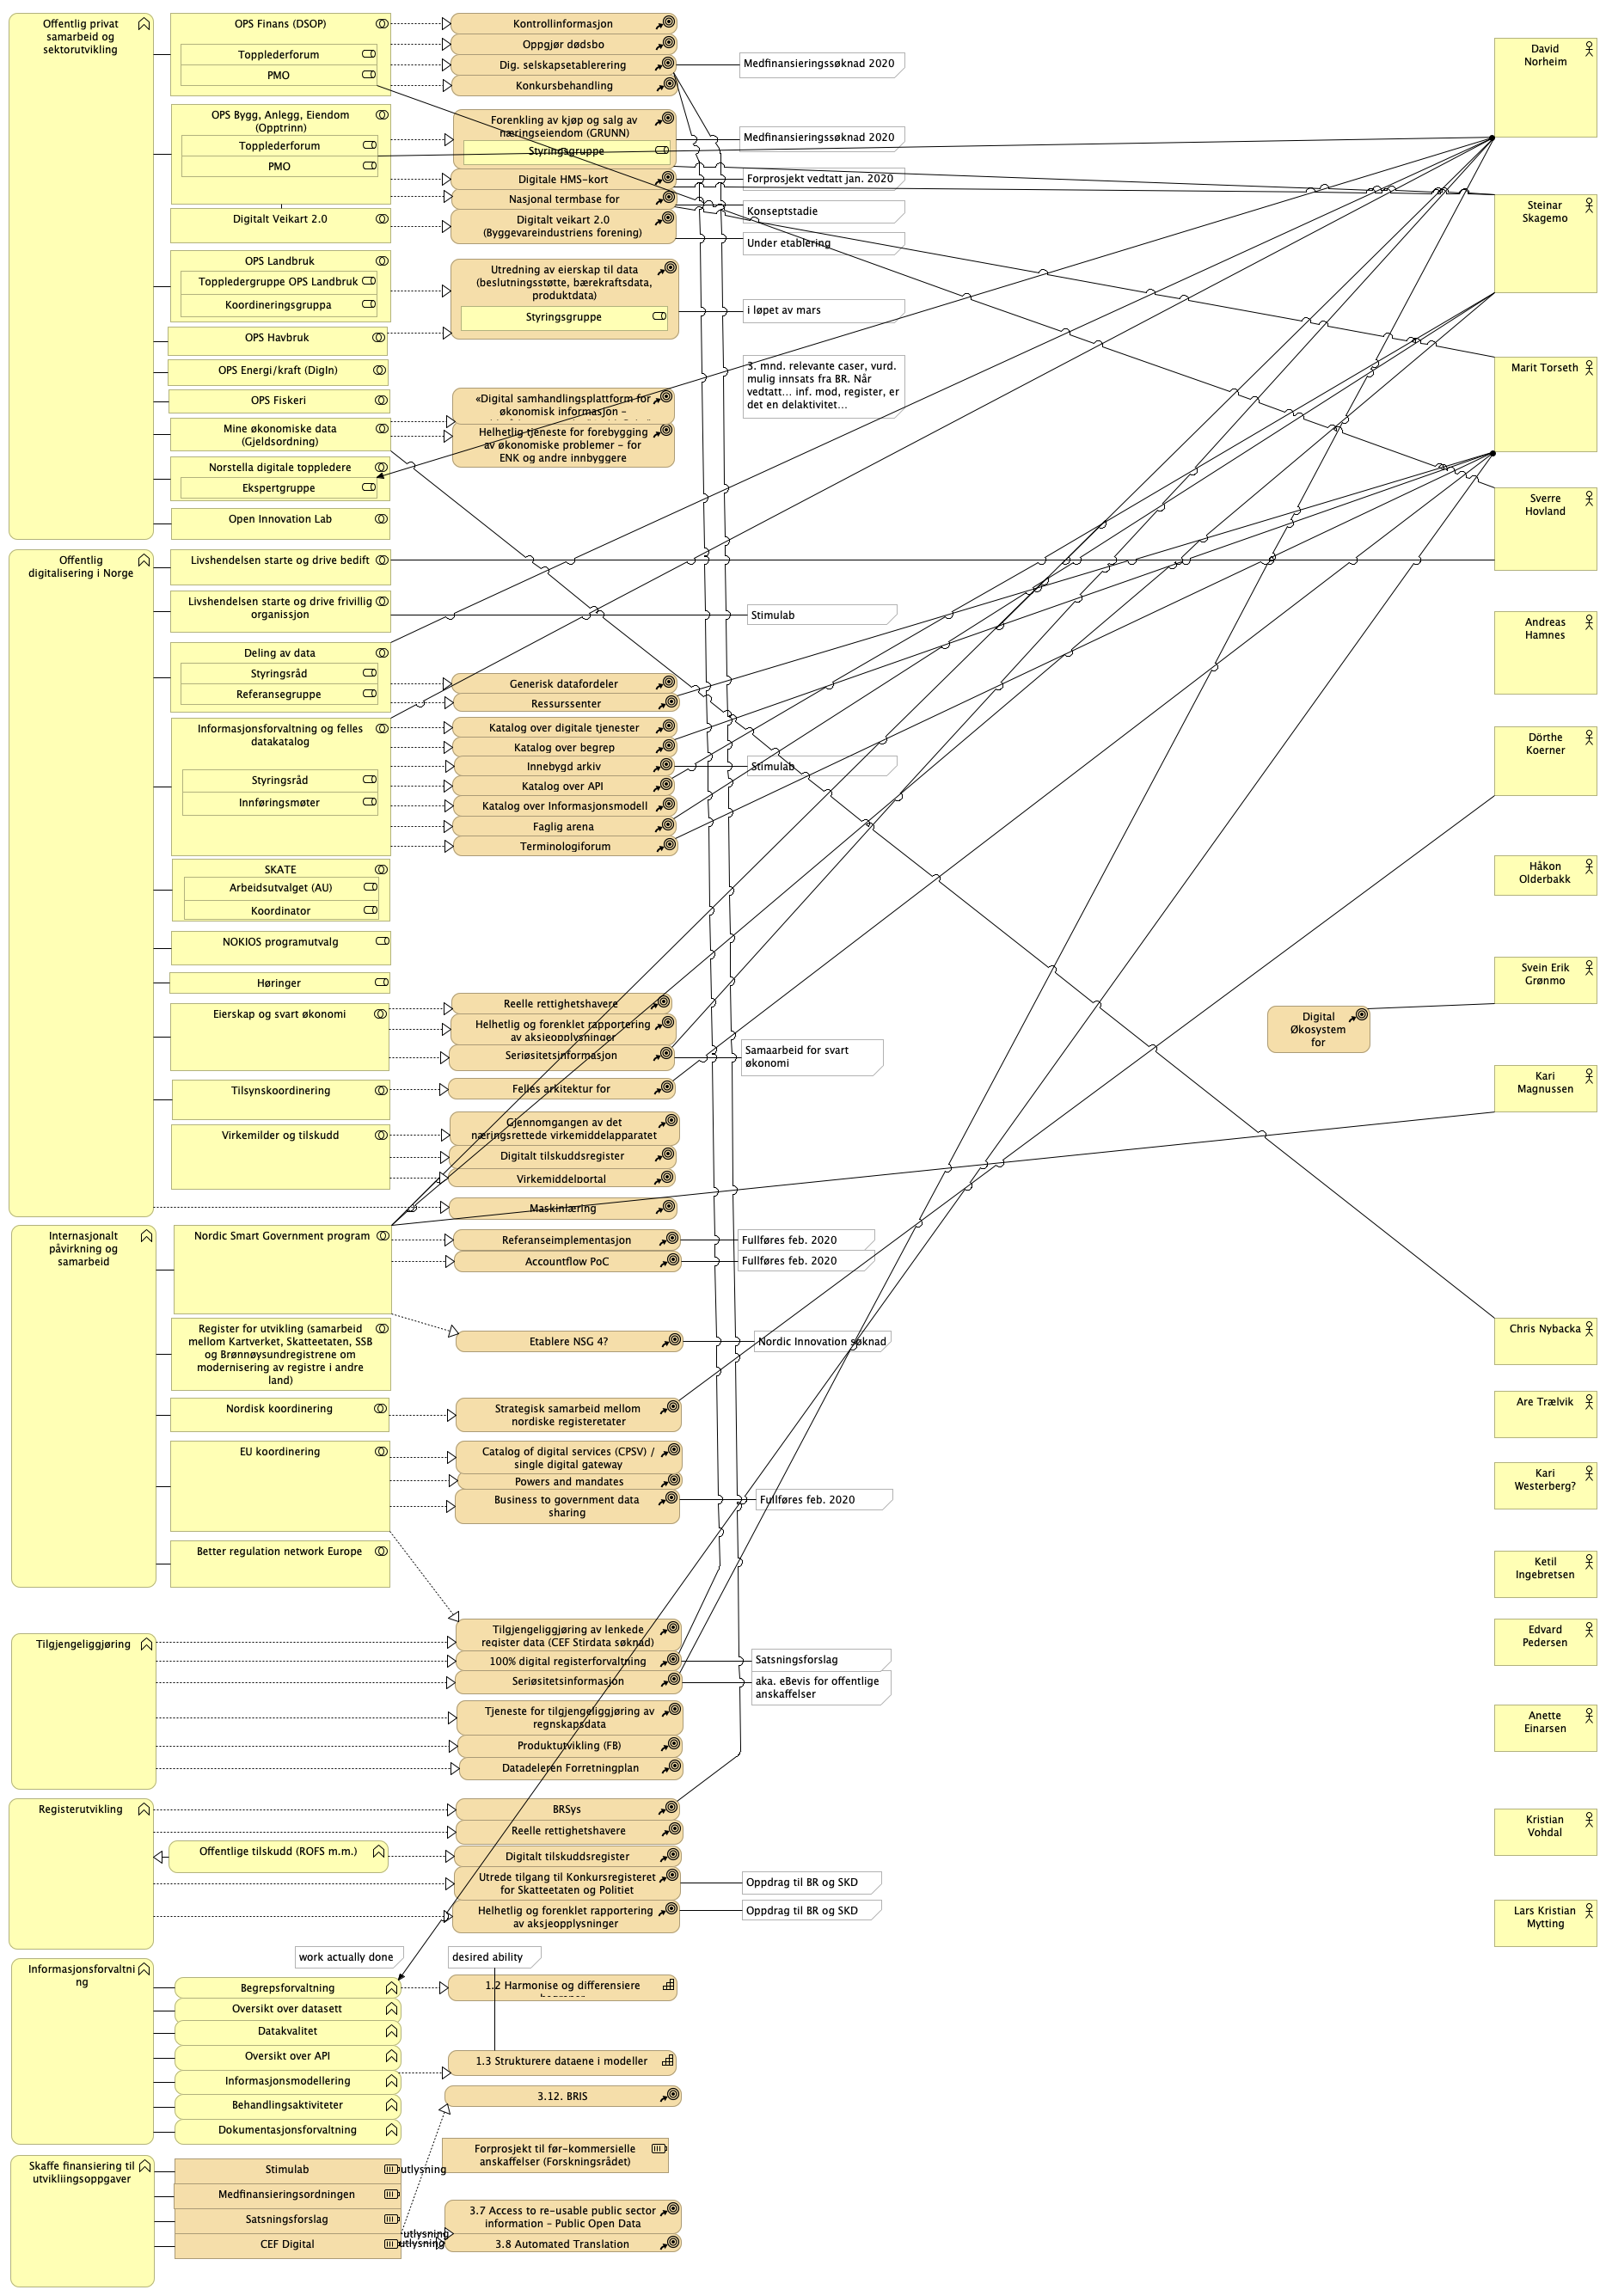 Offentlig privat
samarbeid og
sektorutvikling
OPS Finans (DSOP)
Topplederforum
PMO
Kontrollinformasjon
Oppgjør dødsbo
Dig. selskapsetablerering
Konkursbehandling
Medfinansieringssøknad 2020
OPS Bygg, Anlegg, Eiendom
(Opptrinn)
Topplederforum
PMO
Forenkling av kjøp og salg av
næringseiendom (GRUNN)
Styringsgruppe
Medfinansieringssøknad 2020
Digitale HMS-kort
Forprosjekt vedtatt jan. 2020
Nasjonal termbase for
Konseptstadie
Digitalt Veikart 2.0
Digitalt veikart 2.0
(Byggevareindustriens forening)
Under etablering
OPS Landbruk
Toppledergruppe OPS Landbruk
Koordineringsgruppa
Utredning av eierskap til data
(beslutningsstøtte, bærekraftsdata,
produktdata)
Styringsgruppe
i løpet av mars
OPS Havbruk
OPS Energi/kraft (DigIn)
OPS Fiskeri
3. mnd. relevante caser, vurd.
mulig innsats fra BR. Når
vedtatt... inf. mod, register, er
det en delaktivitet...
Mine økonomiske data
(Gjeldsordning)
«Digital samhandlingsplattform for
økonomisk informasjon –
Helhetlig tjeneste for forebygging
av økonomiske problemer – for
ENK og andre innbyggere
Norstella digitale toppledere
Ekspertgruppe
Open Innovation Lab
Offentlig
digitalisering i Norge
Livshendelsen starte og drive bedift
Livshendelsen starte og drive frivillig
organissjon
Stimulab
Deling av data
Styringsråd
Referansegruppe
Generisk datafordeler
Ressurssenter
Informasjonsforvaltning og felles
datakatalog
Styringsråd
Innføringsmøter
Katalog over digitale tjenester
Katalog over begrep
Innebygd arkiv
Stimulab
Katalog over API
Katalog over Informasjonsmodell
Faglig arena
Terminologiforum
SKATE
Arbeidsutvalget (AU)
Koordinator
NOKIOS programutvalg
Høringer
Eierskap og svart økonomi
Reelle rettighetshavere
Helhetlig og forenklet rapportering
av aksjeopplysninger
Seriøsitetsinformasjon
Samaarbeid for svart
økonomi
Tilsynskoordinering
Felles arkitektur for
Virkemilder og tilskudd
Gjennomgangen av det
næringsrettede virkemiddelapparatet
Digitalt tilskuddsregister
Virkemiddelportal
Maskinlæring
Internasjonalt
påvirkning og
samarbeid
Nordic Smart Government program
Referanseimplementasjon
Fullføres feb. 2020
Accountflow PoC
Fullføres feb. 2020
Etablere NSG 4?
Nordic Innovation søknad
Register for utvikling (samarbeid
mellom Kartverket, Skatteetaten, SSB
og Brønnøysundregistrene om
modernisering av registre i andre
land)
Nordisk koordinering
Strategisk samarbeid mellom
nordiske registeretater
EU koordinering
Catalog of digital services (CPSV) /
single digital gateway
Powers and mandates
Business to government data
sharing
Fullføres feb. 2020
Better regulation network Europe
Tilgjengeliggjøring
Tilgjengeliggjøring av lenkede
register data (CEF Stirdata søknad)
100% digital registerforvaltning
Satsningsforslag
Seriøsitetsinformasjon
aka. eBevis for offentlige
anskaffelser
Tjeneste for tilgjengeliggjøring av
regnskapsdata
Produktutvikling (FB)
Datadeleren Forretningplan
Registerutvikling
BRSys
Reelle rettighetshavere
Offentlige tilskudd (ROFS m.m.)
Digitalt tilskuddsregister
Utrede tilgang til Konkursregisteret
for Skatteetaten og Politiet
Oppdrag til BR og SKD
Helhetlig og forenklet rapportering
av aksjeopplysninger
Oppdrag til BR og SKD
work actually done
desired ability
Informasjonsforvaltni
ng
Begrepsforvaltning
1.2 Harmonise og differensiere
Oversikt over datasett
Datakvalitet
Oversikt over API
1.3 Strukturere dataene i modeller
Informasjonsmodellering
3.12. BRIS
Behandlingsaktiviteter
Dokumentasjonsforvaltning
Forprosjekt til før-kommersielle
anskaffelser (Forskningsrådet)
Skaffe finansiering til
utvikliingsoppgaver
Stimulab
utlysning
Medfinansieringsordningen
Satsningsforslag
CEF Digital
utlysning
utlysning
3.7 Access to re-usable public sector
information – Public Open Data
3.8 Automated Translation
David
Norheim
Steinar
Skagemo
Marit Torseth
Sverre
Hovland
Andreas
Hamnes
Dörthe
Koerner
Håkon
Olderbakk
Svein Erik
Grønmo
Digital
Økosystem
for
Kari
Magnussen
Chris Nybacka
Are Trælvik
Kari
Westerberg?
Ketil
Ingebretsen
Edvard
Pedersen
Anette
Einarsen
Kristian
Vohdal
Lars Kristian
Mytting